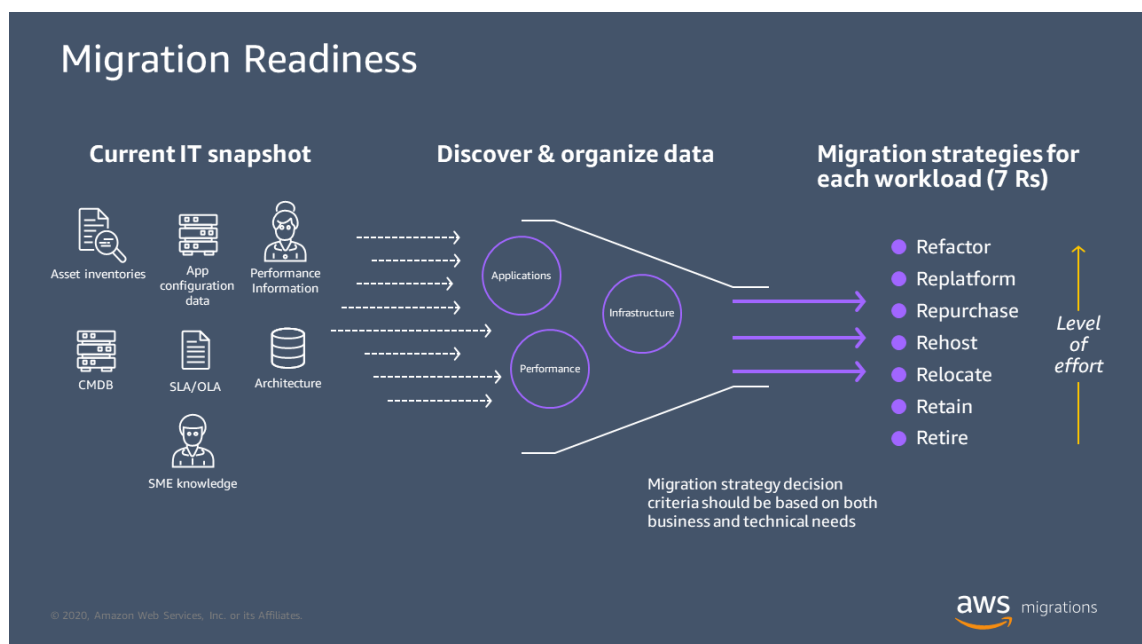 Migration Readiness
Current IT snapshot
Asset inventories
App
configuration
data
Performance
Information
CMDB
SLA/OLA
Architecture
SME knowledge
Discover & organize data
Applications
Infrastructure
Performance
Migration strategy decision
criteria should be based on both
business and technical needs
Migration strategies for
each workload (7 Rs)
Refactor
Replatform
Repurchase
Rehost
Relocate
Retain
Retire
Level
of
effort
© 2020, Amazon Web Services, Inc. or its Affiliates.
aws migrations